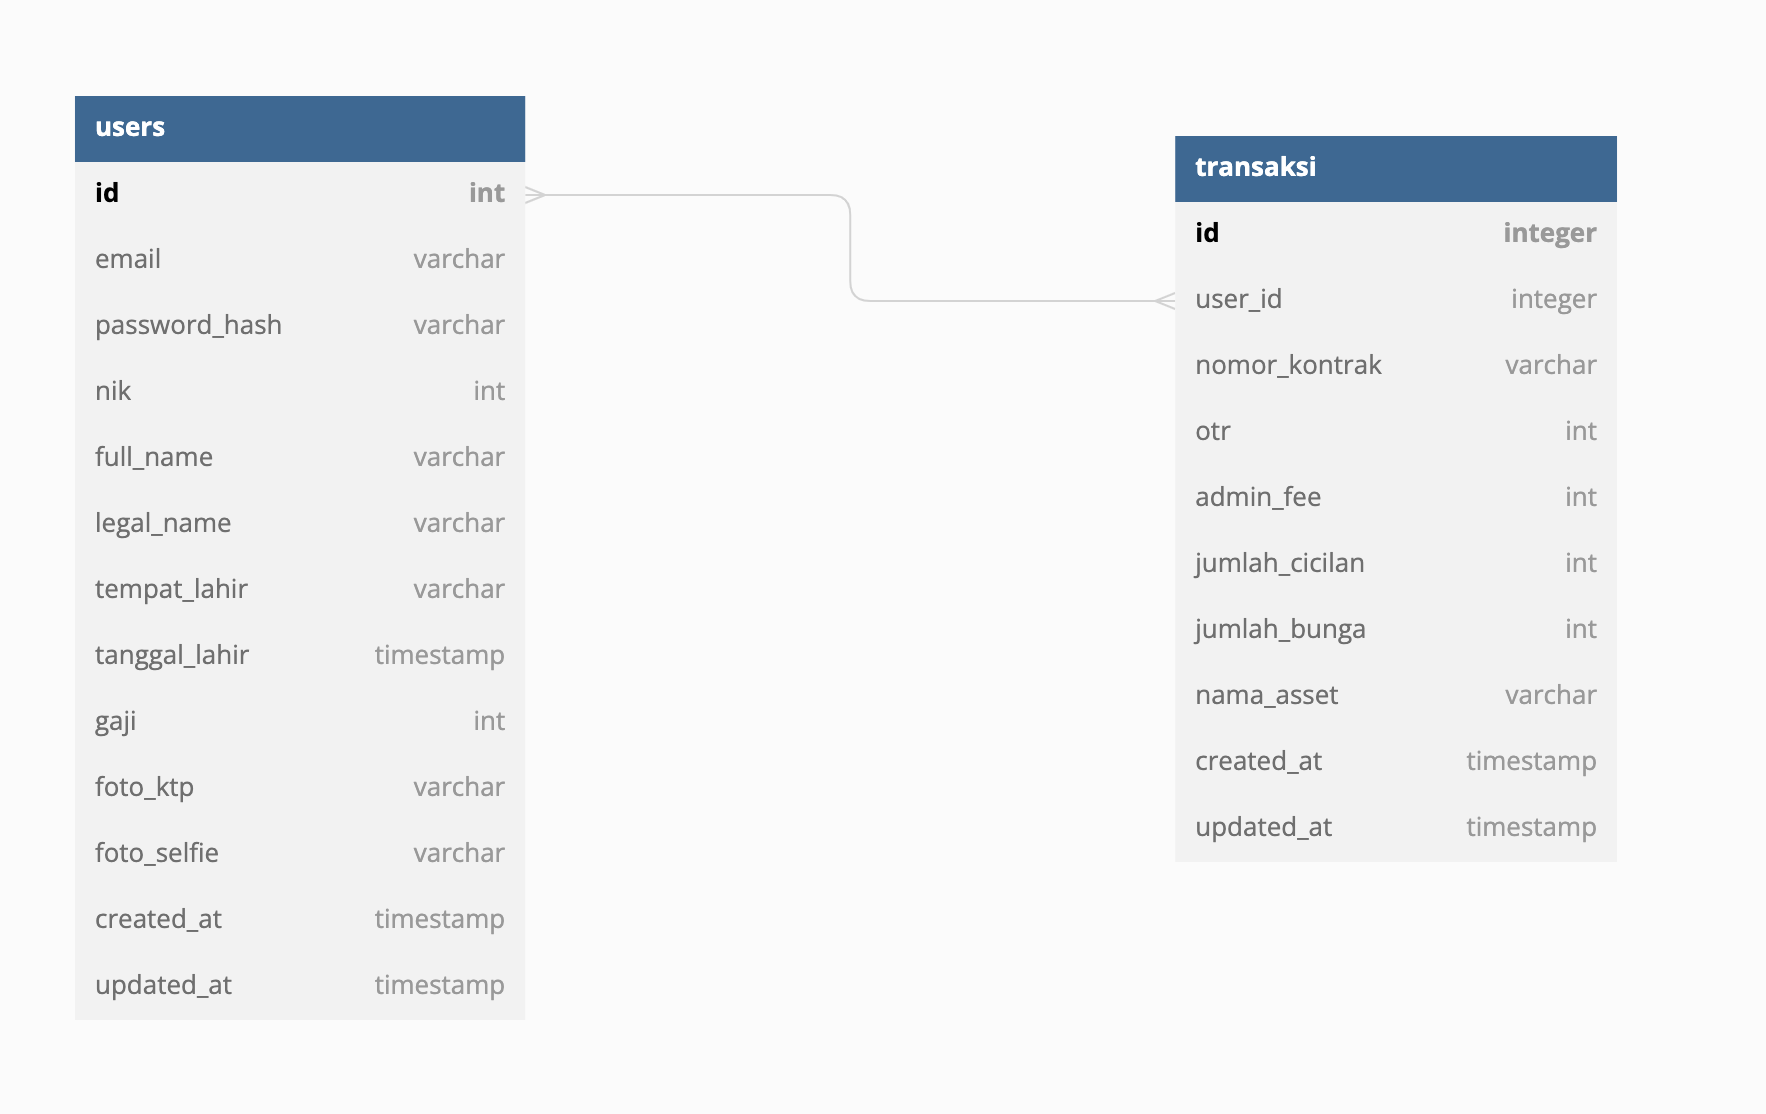 users
id int
email varchar
password_hash varchar
nik int
full_name varchar
legal_name varchar
tempat_lahir varchar
tanggal_lahir timestamp
gaji int
foto_ktp varchar
foto_selfie varchar
created_at timestamp
updated_at timestamp
transaksi
id integer
user_id integer
nomor_kontrak varchar
otr int
admin_fee int
jumlah_cicilan int
jumlah_bunga int
nama_asset varchar
created_at timestamp
updated_at timestamp